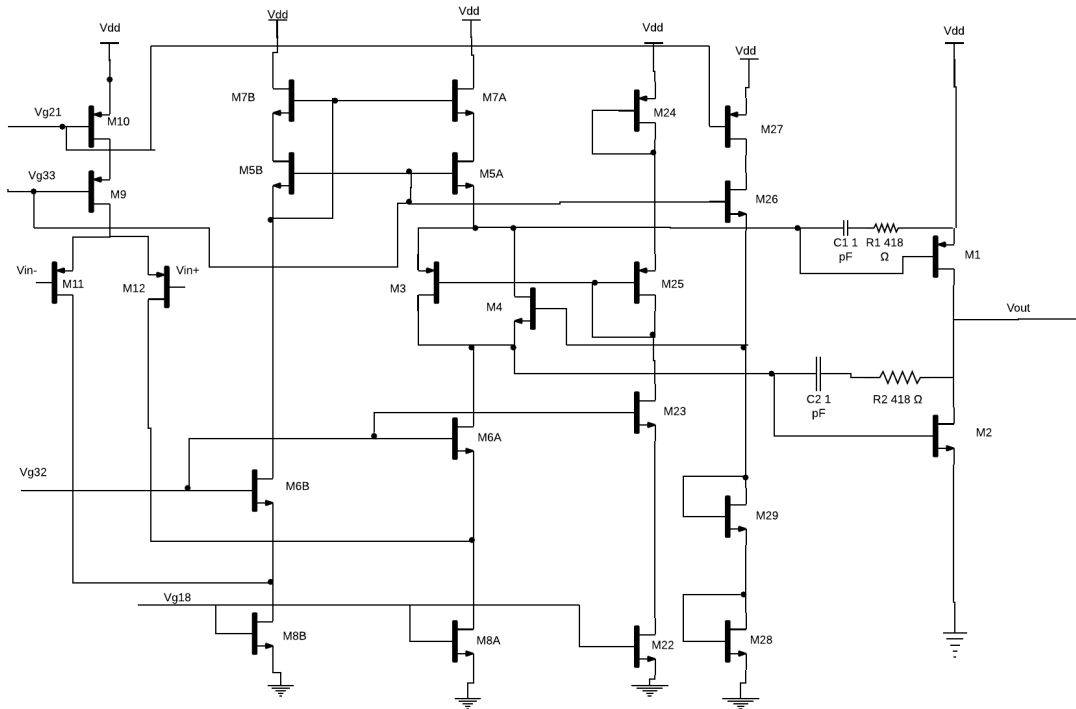 Vdd
Vdd
Vdd
Vdd
Vdd
Vdd
Vg21
M10
M7B
M7A
M24
M27
Vg33
M9
M5B
M5A
M26
Vin-
M11
M12
Vin+
M3
M4
M25
C1 1 pF
R1 418 Ω
M1
Vout
C2 1 pF
R2 418 Ω
M2
M23
M6A
Vg32
M6B
M29
Vg18
M8B
M8A
M22
M28